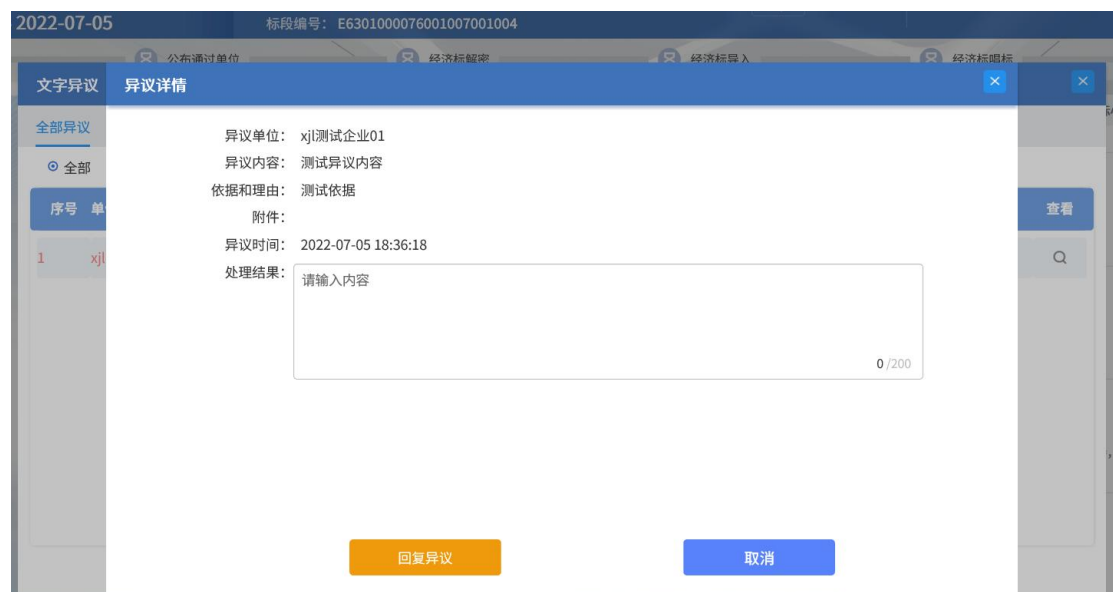 2022-07-05 标段编号： E6301000076001007001004
公布通过单位 经济标解密 经济标导入 经济标唱标
文字异议 异议详情
全部异议
全部
序号 单 查看
1 xjl
异议单位： xjl测试企业01
异议内容： 测试异议内容
依据和理由： 测试依据
附件：
异议时间： 2022-07-05 18:36:18
处理结果： 请输入内容
0/200
回复异议 取消